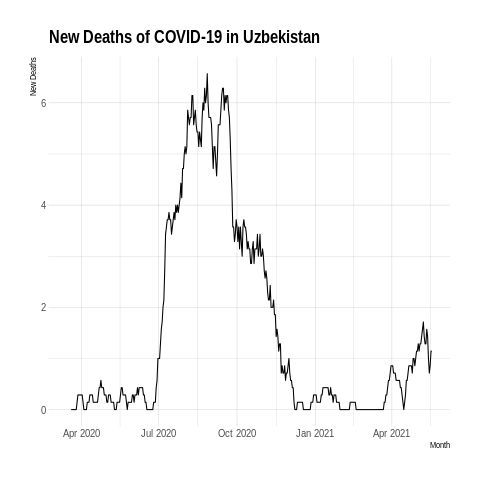 New Deaths of COVID-19 in Uzbekistan
New Deaths
6
4
2
0
Apr 2020 Jul 2020 Oct 2020 Jan 2021 Apr 2021
Month